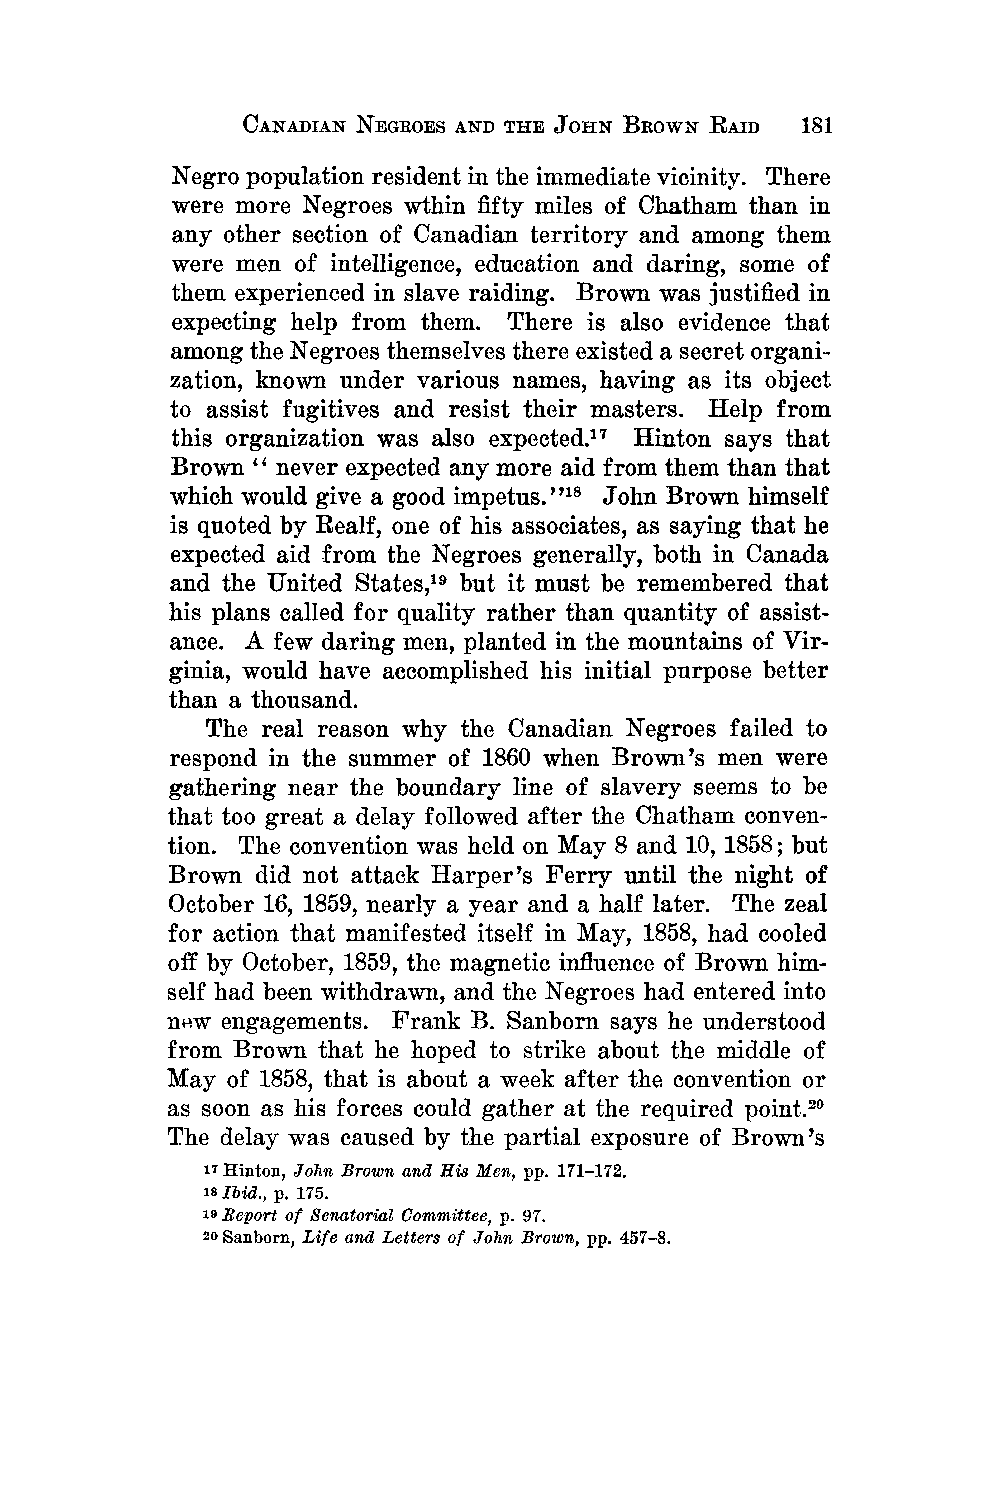 CANADIAN NEGROES AND THE JOHN BROWN RAID 181
Negro population resident in the immediate vicinity. There
were more Negroes wthin fifty miles of Chatham than in
any other section of Canadian territory and among them
were men of intelligence, education and daring, some of
them experienced in slave raiding. Brown was justified in
expecting help from them. There is also evidence that
among the Negroes themselves there existed a secret organi-
zation, known under various names, having as its object
to assist fugitives and resist their masters. Help from
this organization was also expected.¹⁷ Hinton says that
Brown “ never expected any more aid from them than that
which would give a good impetus.”¹⁸ John Brown himself
is quoted by Realf, one of his associates, as saying that he
expected aid from the Negroes generally, both in Canada
and the United States,¹⁹ but it must be remembered that
his plans called for quality rather than quantity of assist-
ance. A few daring men, planted in the mountains of Vir-
ginia, would have accomplished his initial purpose better
than a thousand.
The real reason why the Canadian Negroes failed to
respond in the summer of 1860 when Brown's men were
gathering near the boundary line of slavery seems to be
that too great a delay followed after the Chatham conven-
tion. The convention was held on May 8 and 10, 1858; but
Brown did not attack Harper's Ferry until the night of
October 16, 1859, nearly a year and a half later. The zeal
for action that manifested itself in May, 1858, had cooled
off by October, 1859, the magnetic influence of Brown him-
self had been withdrawn, and the Negroes had entered into
new engagements. Frank B. Sanborn says he understood
from Brown that he hoped to strike about the middle of
May of 1858, that is about a week after the convention or
as soon as his forces could gather at the required point.²⁰
The delay was caused by the partial exposure of Brown's
¹⁷ Hinton, John Brown and His Men, pp. 171–172.
¹⁸ Ibid., p. 175.
¹⁹ Report of Senatorial Committee, p. 97.
²⁰ Sanborn, Life and Letters of John Brown, pp. 457–8.